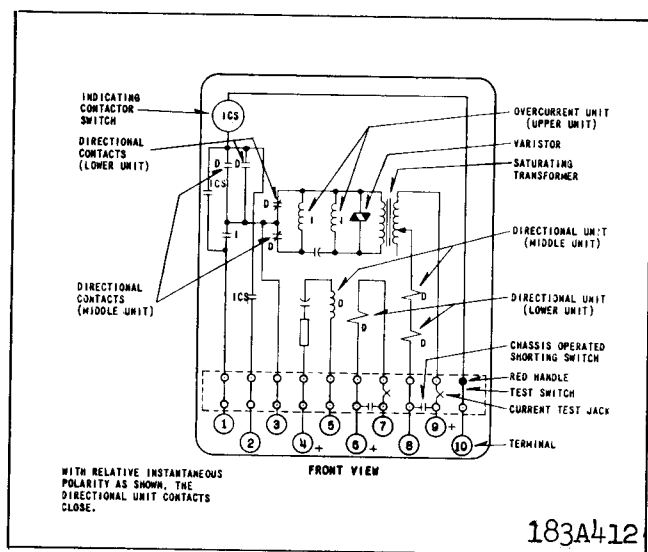 INDICATING
CONTACTOR
SWITCH
ICS
DIRECTIONAL
CONTACTS
(LOWER UNIT)
OVERCURRENT UNIT
(UPPER UNIT)
VARISTOR
SATURATING
TRANSFORMER
D
D
ICS
D
I
I
I
D
DIRECTIONAL UNIT
(MIDDLE UNIT)
DIRECTIONAL
CONTACTS
(MIDDLE UNIT)
ICS
D
D
D
D
DIRECTIONAL UNIT
(LOWER UNIT)
CHASSIS OPERATED
SHORTING SWITCH
RED HANDLE
TEST SWITCH
CURRENT TEST JACK
1
2
3
4 +
5
6 +
7
8
9 +
10
TERMINAL
FRONT VIEW
WITH RELATIVE INSTANTANEOUS
POLARITY AS SHOWN, THE
DIRECTIONAL UNIT CONTACTS
CLOSE.
183A412